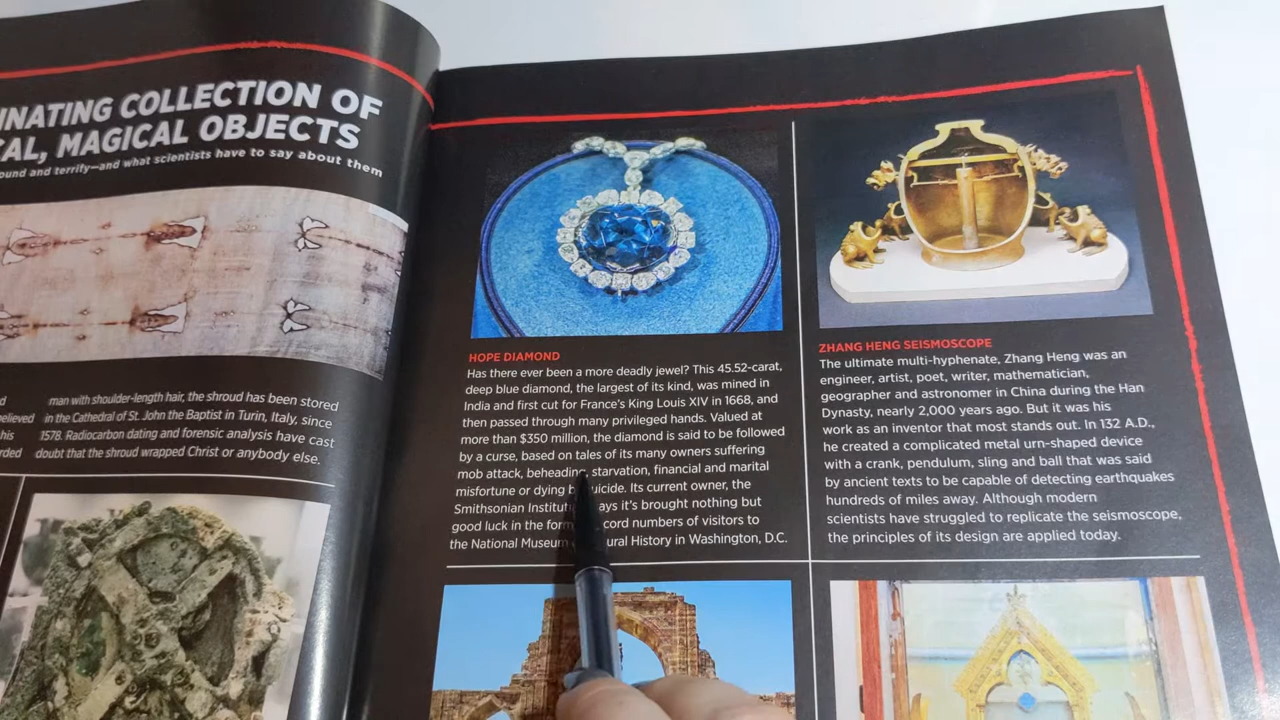 COLLECTION OF
MAGICAL OBJECTS
and terrify—and what scientists have to say about them
man with shoulder-length hair, the shroud has been stored
in the Cathedral of St. John the Baptist in Turin, Italy, since
1578. Radiocarbon dating and forensic analysis have cast
doubt that the shroud wrapped Christ or anybody else.
HOPE DIAMOND
Has there ever been a more deadly jewel? This 45.52-carat,
deep blue diamond, the largest of its kind, was mined in
India and first cut for France's King Louis XIV in 1668, and
then passed through many privileged hands. Valued at
more than $350 million, the diamond is said to be followed
by a curse, based on tales of its many owners suffering
mob attack, beheading, starvation, financial and marital
misfortune or dying by suicide. Its current owner, the
Smithsonian says it's brought nothing but
good luck in the form cord numbers of visitors to
the National Museum ural History in Washington, D.C.
ZHANG HENG SEISMOSCOPE
The ultimate multi-hyphenate, Zhang Heng was an
engineer, artist, poet, writer, mathematician,
geographer and astronomer in China during the Han
Dynasty, nearly 2,000 years ago. But it was his
work as an inventor that most stands out. In 132 A.D.,
he created a complicated metal urn-shaped device
with a crank, pendulum, sling and ball that was said
by ancient texts to be capable of detecting earthquakes
hundreds of miles away. Although modern
scientists have struggled to replicate the seismoscope,
the principles of its design are applied today.